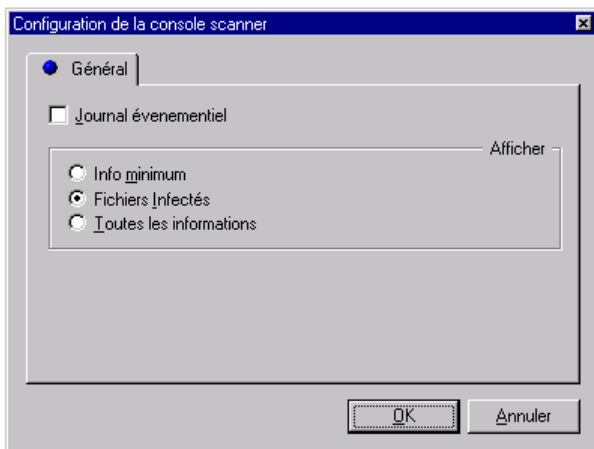 Configuration de la console scanner
Général
Journal évenementiel
Afficher
Info minimum
Fichiers Infectés
Toutes les informations
OK
Annuler